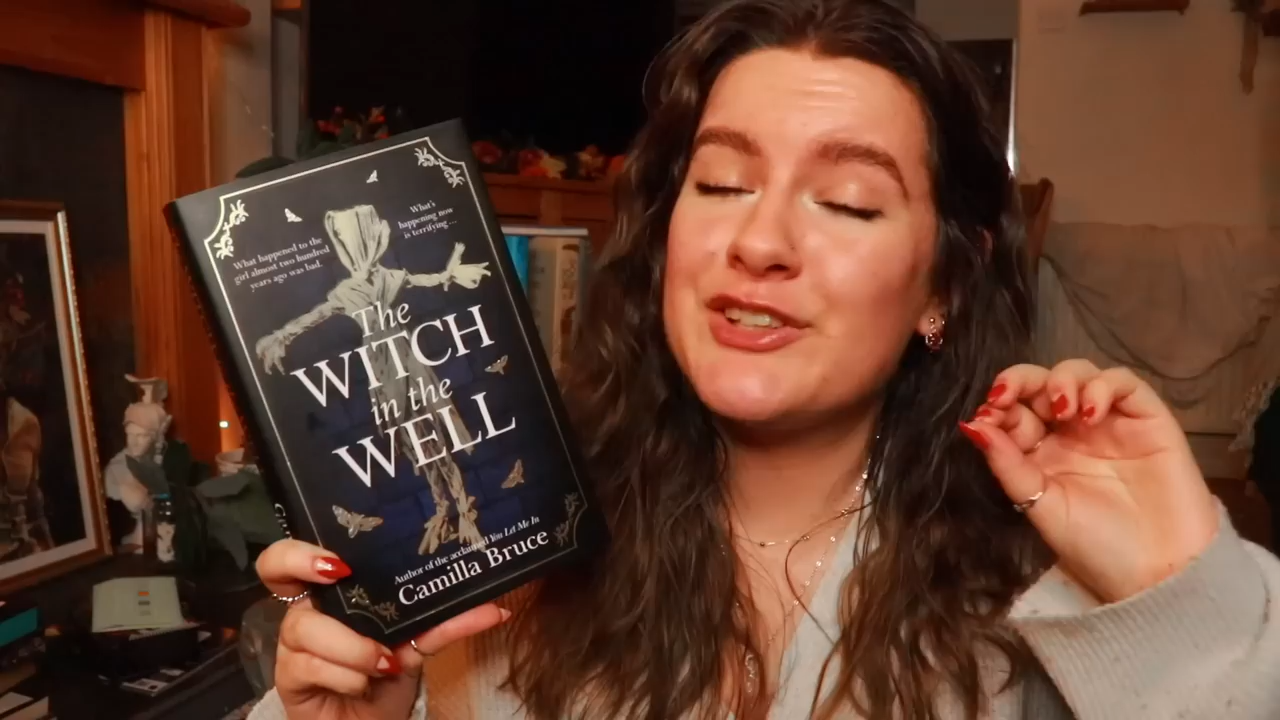 What happened to the
girl almost two hundred
years ago was bad.
What's
happening now
is terrifying...
The
WITCH
in the
WELL
Author of the acclaimed You Let Me In
Camilla Bruce